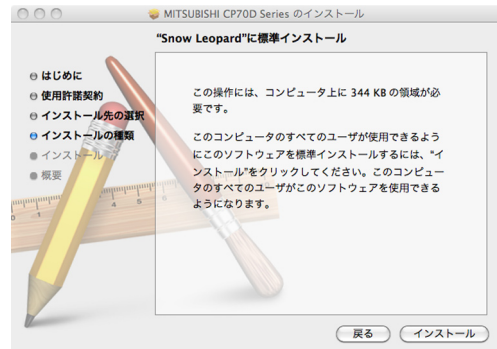 MITSUBISHI CP70D Series のインストール
“Snow Leopard”に標準インストール
はじめに
使用許諾契約
インストール先の選択
インストールの種類
インストール
概要
この操作には、コンピュータ上に 344 KB の領域が必
要です。
このコンピュータのすべてのユーザが使用できるよう
にこのソフトウェアを標準インストールするには、“イ
ンストール”をクリックしてください。このコンピュー
タのすべてのユーザがこのソフトウェアを使用できる
ようになります。
戻る
インストール